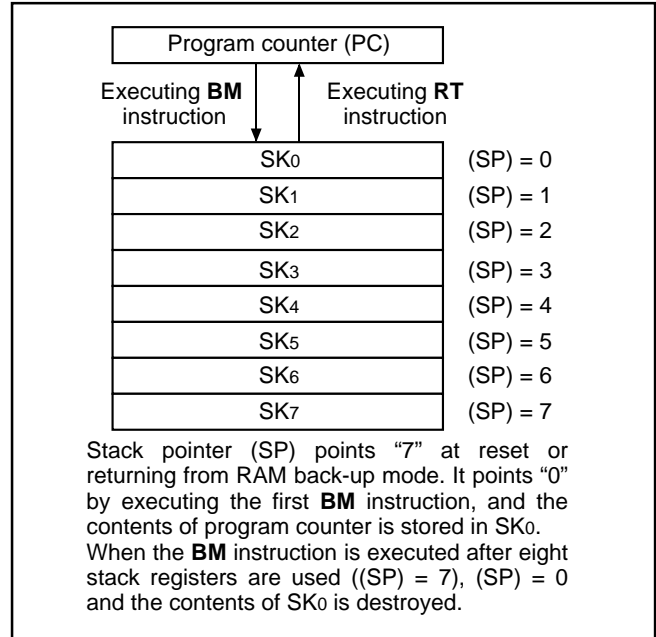 Program counter (PC)
Executing BM instruction
Executing RT instruction
SK0 (SP) = 0
SK1 (SP) = 1
SK2 (SP) = 2
SK3 (SP) = 3
SK4 (SP) = 4
SK5 (SP) = 5
SK6 (SP) = 6
SK7 (SP) = 7
Stack pointer (SP) points “7” at reset or
returning from RAM back-up mode. It points “0”
by executing the first BM instruction, and the
contents of program counter is stored in SK0.
When the BM instruction is executed after eight
stack registers are used ((SP) = 7), (SP) = 0
and the contents of SK0 is destroyed.